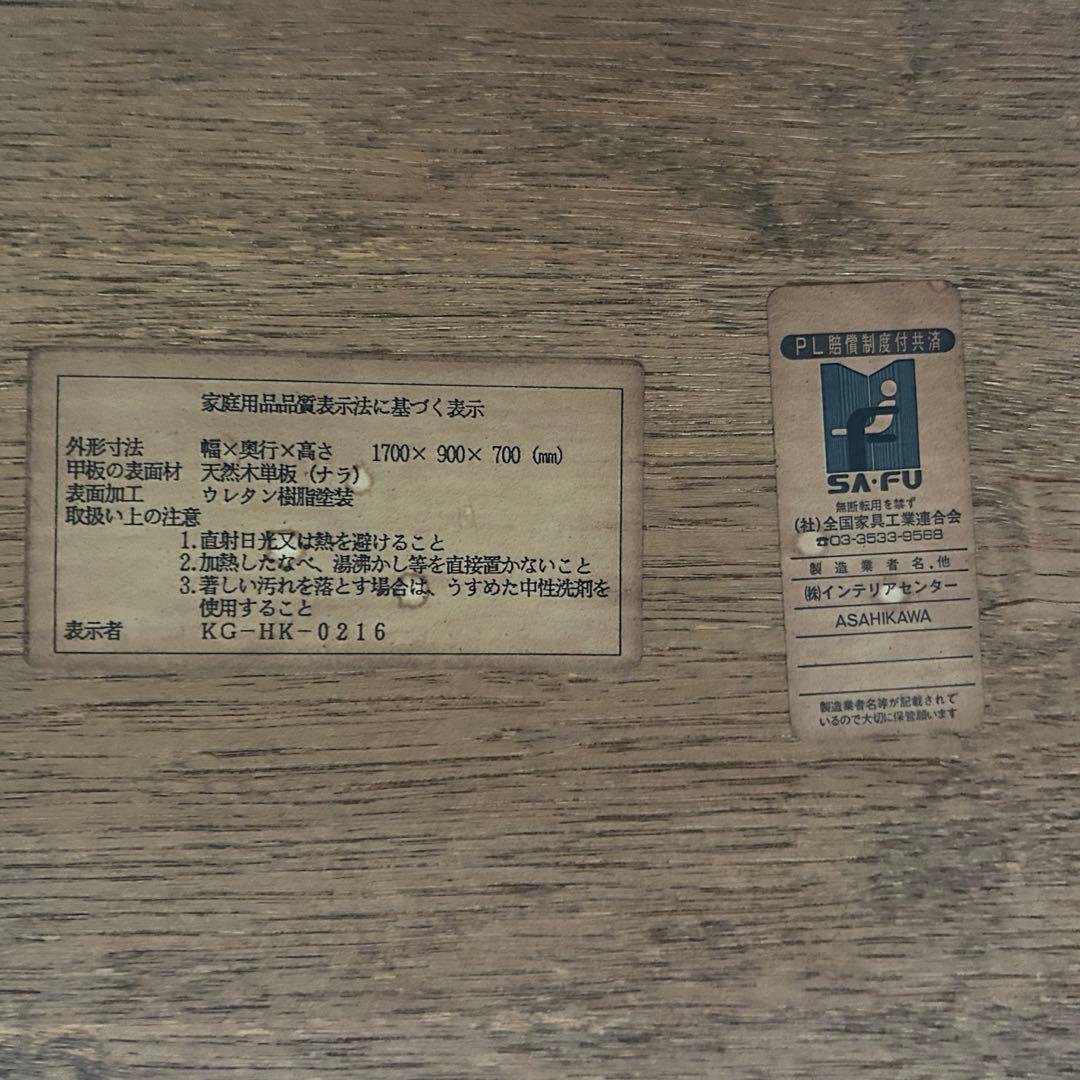 家庭用品品質表示法に基づく表示
外形寸法 幅×奥行×高さ 1700× 900× 700 (㎜)
甲板の表面材 天然木単板 (ナラ)
表面加工 ウレタン樹脂塗装
取扱い上の注意
1.直射日光又は熱を避けること
2.加熱したなべ、湯沸かし等を直接置かないこと
3.著しい汚れを落とす場合は、うすめた中性洗剤を
使用すること
表示者 KG-HK-0216
PL賠償制度付共済
SA・FU
無断転用を禁ず
(社)全国家具工業連合会
☎03-3533-9568
製造業者名.他
㈱インテリアセンター
ASAHIKAWA
製造業者名等が記載されて
いるので大切に保管願います